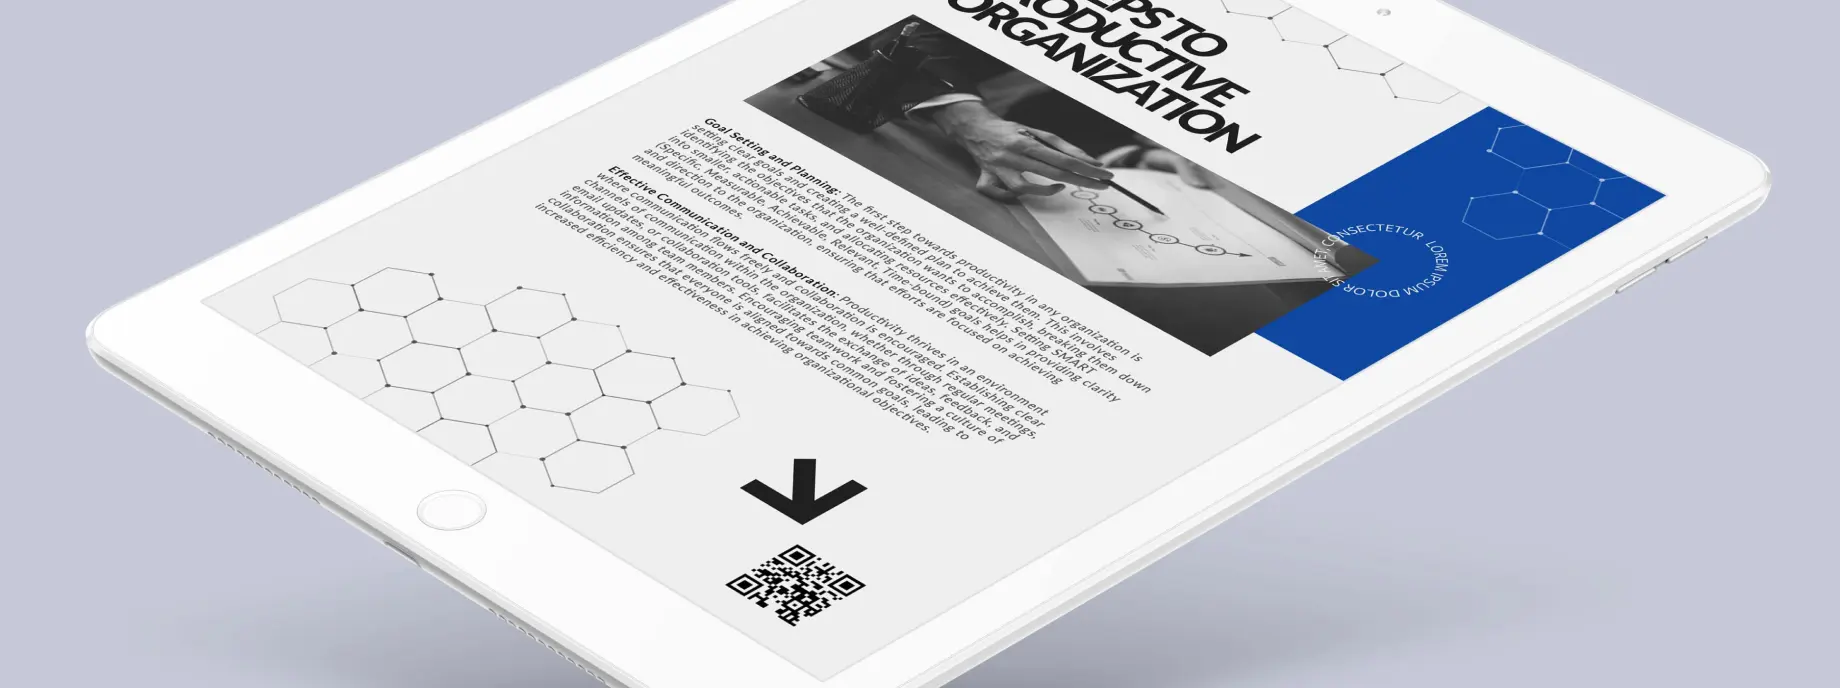 EPS TO
RODUCTIVE
ORGANIZATION
Goal Setting and Planning: The first step towards productivity in any organization is
setting clear goals and creating a well-defined plan to achieve them. This involves
identifying the objectives that the organization wants to accomplish, breaking them down
into smaller, actionable tasks, and allocating resources effectively. Setting SMART
(Specific, Measurable, Achievable, Relevant, Time-bound) goals helps in providing clarity
and direction to the organization, ensuring that efforts are focused on achieving
meaningful outcomes.
Effective Communication and Collaboration: Productivity thrives in an environment
where communication flows freely and collaboration is encouraged. Establishing clear
channels of communication within the organization, whether through regular meetings,
email updates, or collaboration tools, facilitates the exchange of ideas, feedback, and
information among team members. Encouraging teamwork and fostering a culture of
collaboration ensures that everyone is aligned towards common goals, leading to
increased efficiency and effectiveness in achieving organizational objectives.
LOREM IPSUM DOLOR SIT AMET, CONSECTETUR